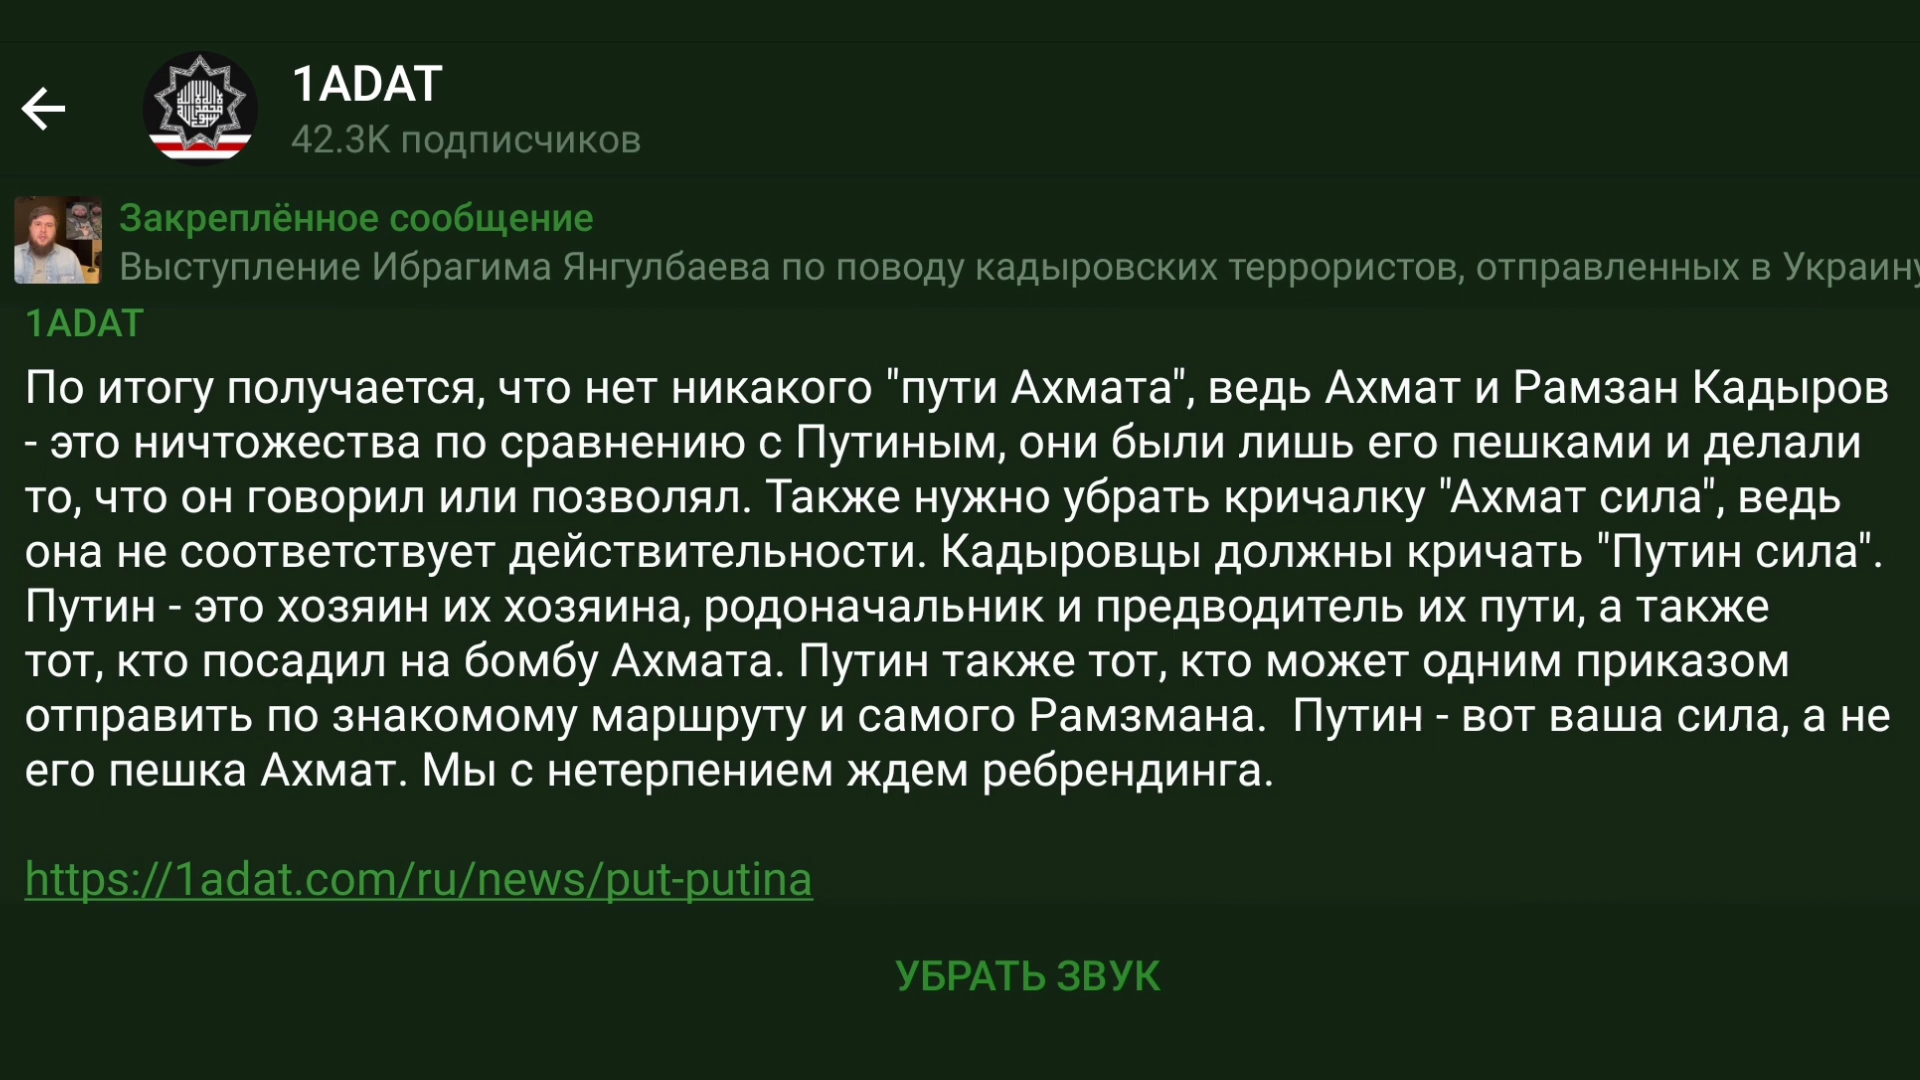 1ADAT
42.3K подписчиков
Закреплённое сообщение
Выступление Ибрагима Янгулбаева по поводу кадыровских террористов, отправленных в Украину
1ADAT
По итогу получается, что нет никакого "пути Ахмата", ведь Ахмат и Рамзан Кадыров
- это ничтожества по сравнению с Путиным, они были лишь его пешками и делали
то, что он говорил или позволял. Также нужно убрать кричалку "Ахмат сила", ведь
она не соответствует действительности. Кадыровцы должны кричать "Путин сила".
Путин - это хозяин их хозяина, родоначальник и предводитель их пути, а также
тот, кто посадил на бомбу Ахмата. Путин также тот, кто может одним приказом
отправить по знакомому маршруту и самого Рамзмана.  Путин - вот ваша сила, а не
его пешка Ахмат. Мы с нетерпением ждем ребрендинга.
https://1adat.com/ru/news/put-putina
УБРАТЬ ЗВУК